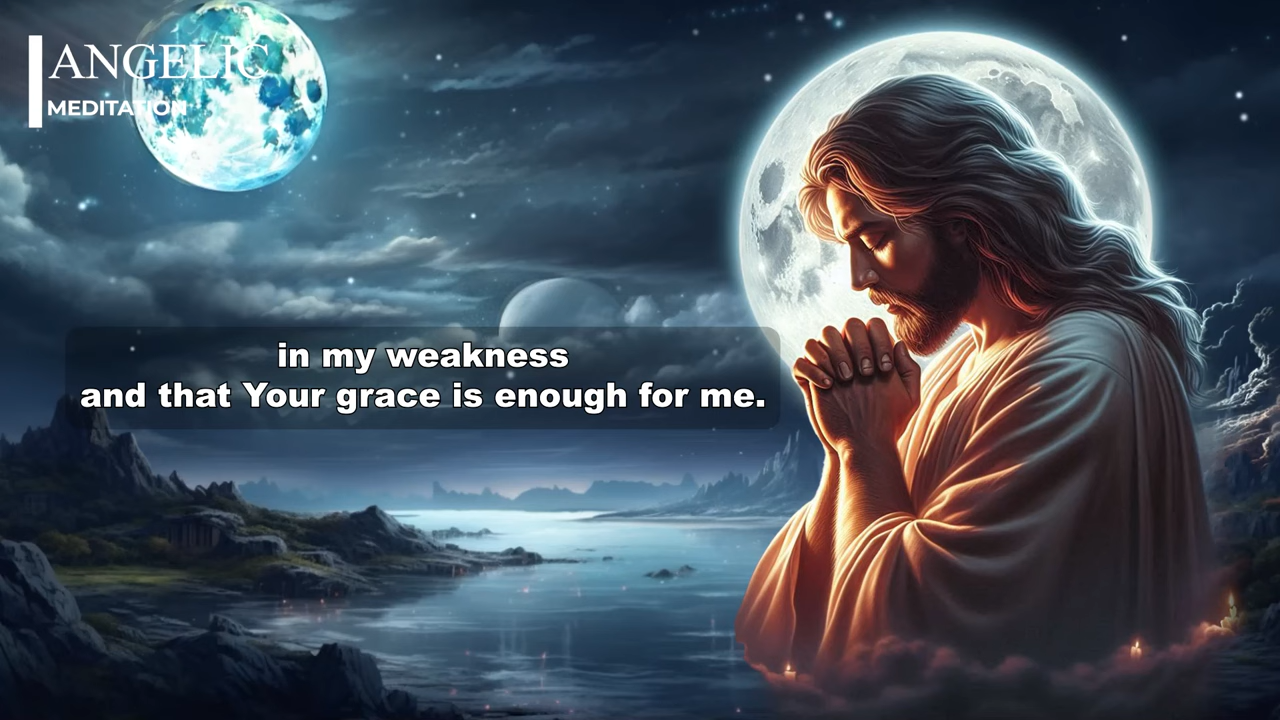 ANGELIC
MEDITATION
in my weakness
and that Your grace is enough for me.